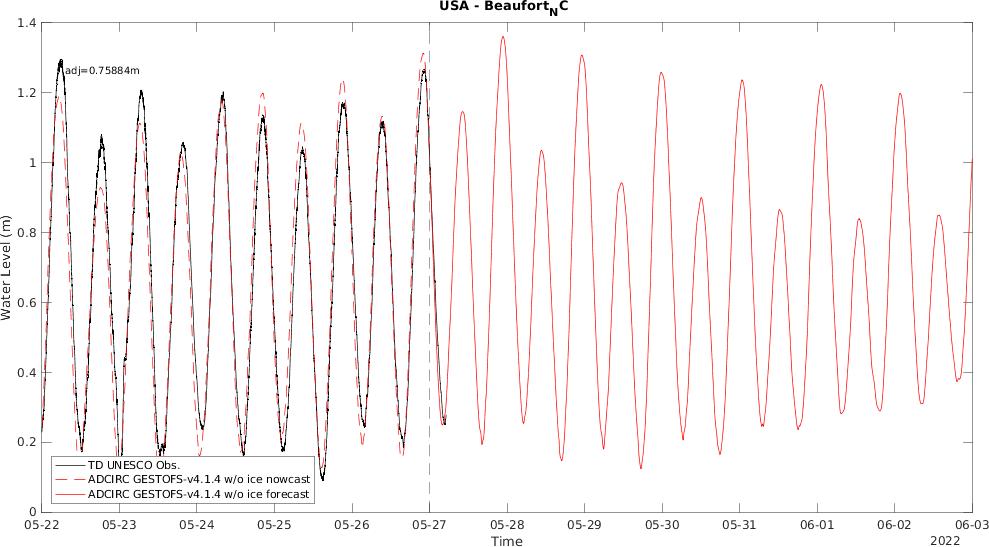 USA - Beaufort_NC
1.4
adj=0.75884m
1.2
1
0.8
Water Level (m)
0.6
0.4
0.2
0
TD UNESCO Obs.
ADCIRC GESTOFS-v4.1.4 w/o ice nowcast
ADCIRC GESTOFS-v4.1.4 w/o ice forecast
05-22 05-23 05-24 05-25 05-26 05-27 05-28 05-29 05-30 05-31 06-01 06-02 06-03
Time
2022